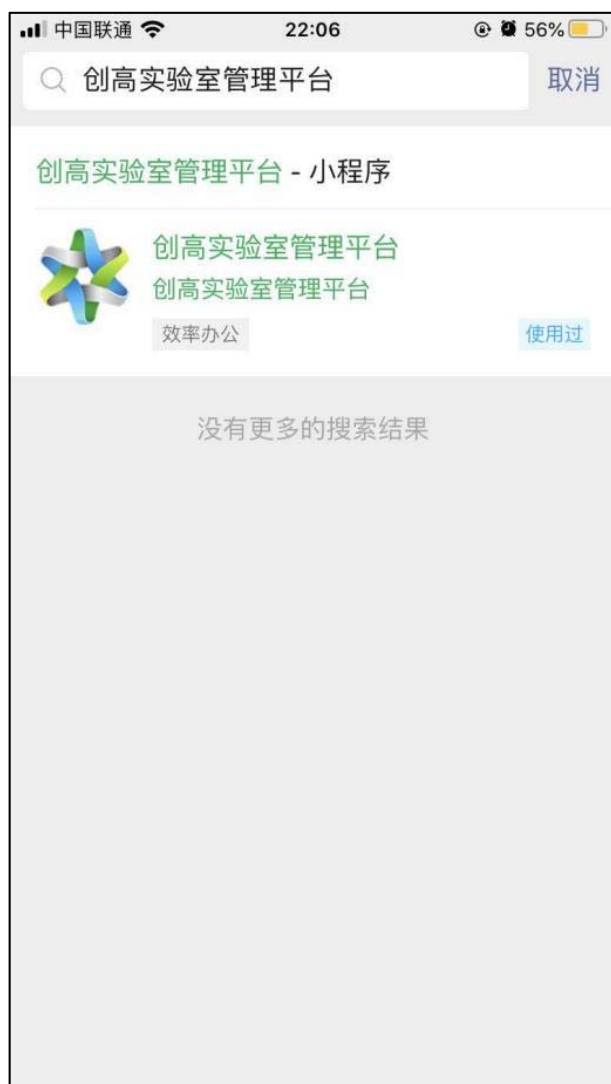 中国联通 22:06 56%
创高实验室管理平台 取消
创高实验室管理平台 - 小程序
创高实验室管理平台
创高实验室管理平台
效率办公 使用过
没有更多的搜索结果